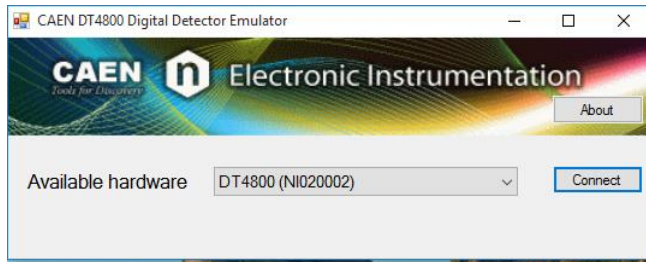 CAEN DT4800 Digital Detector Emulator
CAEN n Electronic Instrumentation
Tools for Discovery
About
Available hardware DT4800 (NI020002) Connect